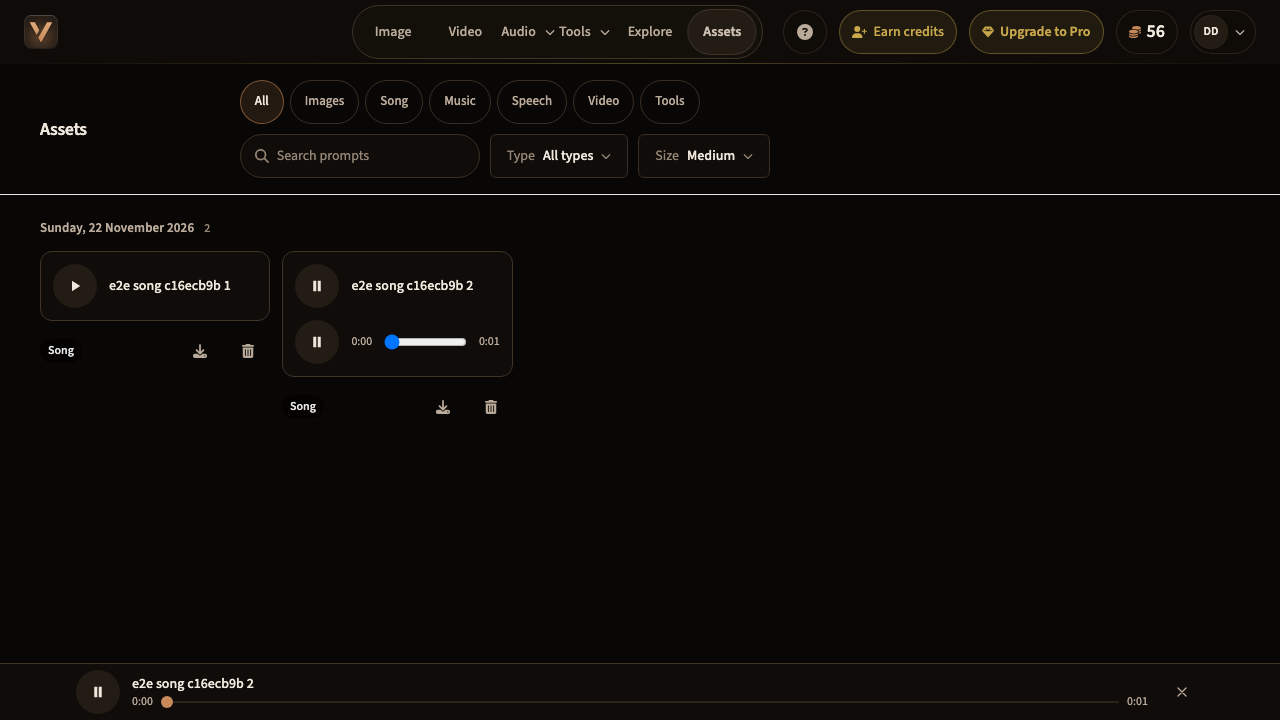 Image Video Audio Tools Explore Assets ? Earn credits Upgrade to Pro 56 DD
All Images Song Music Speech Video Tools
Assets
Search prompts Type All types Size Medium
Sunday, 22 November 2026 2
e2e song c16ecb9b 1
e2e song c16ecb9b 2
0:00 0:01
Song
Song
e2e song c16ecb9b 2
0:00 0:01